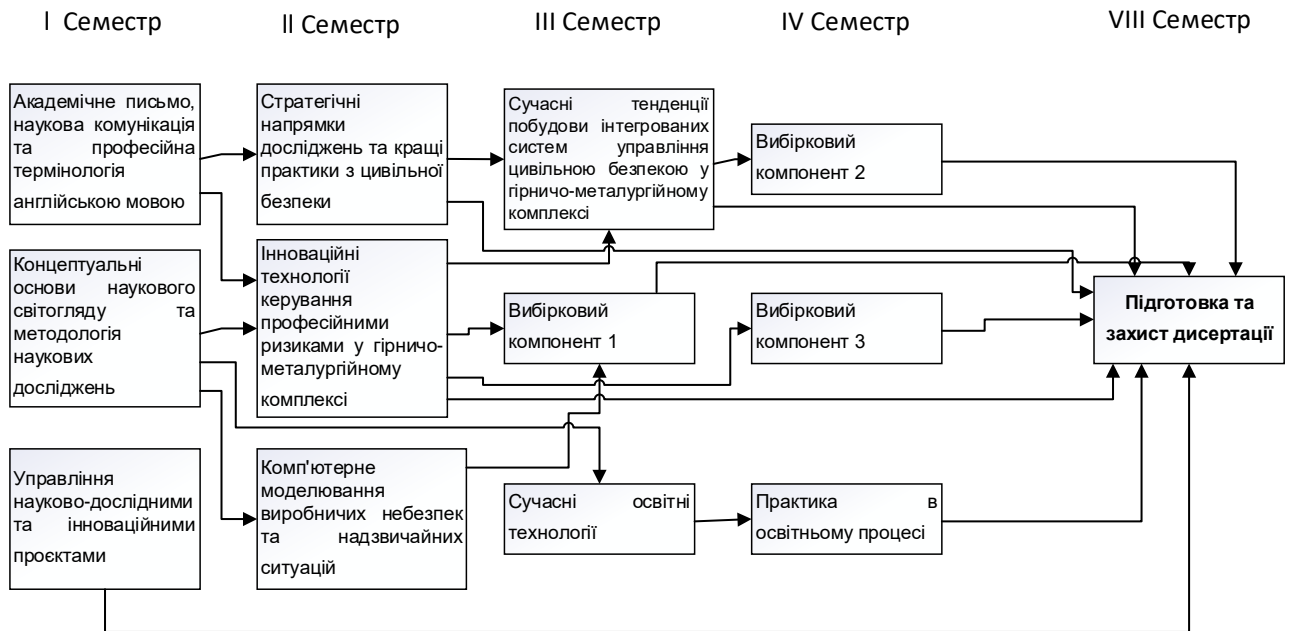 І Семестр
ІІ Семестр
ІІІ Семестр
IV Семестр
VIII Семестр
Академічне письмо,
наукова комунікація
та професійна
термінологія
англійською мовою
Стратегічні
напрямки
досліджень та кращі
практики з цивільної
безпеки
Сучасні тенденції
побудови інтегрованих
систем управління
цивільною безпекою у
гірничо-металургійному
комплексі
Вибірковий
компонент 2
Концептуальні
основи наукового
світогляду та
методологія
наукових
досліджень
Інноваційні
технології
керування
професійними
ризиками у гірничо-
металургійному
комплексі
Вибірковий
компонент 1
Вибірковий
компонент 3
Підготовка та
захист дисертації
Управління
науково-дослідними
та інноваційними
проєктами
Комп'ютерне
моделювання
виробничих небезпек
та надзвичайних
ситуацій
Сучасні освітні
технології
Практика в
освітньому процесі